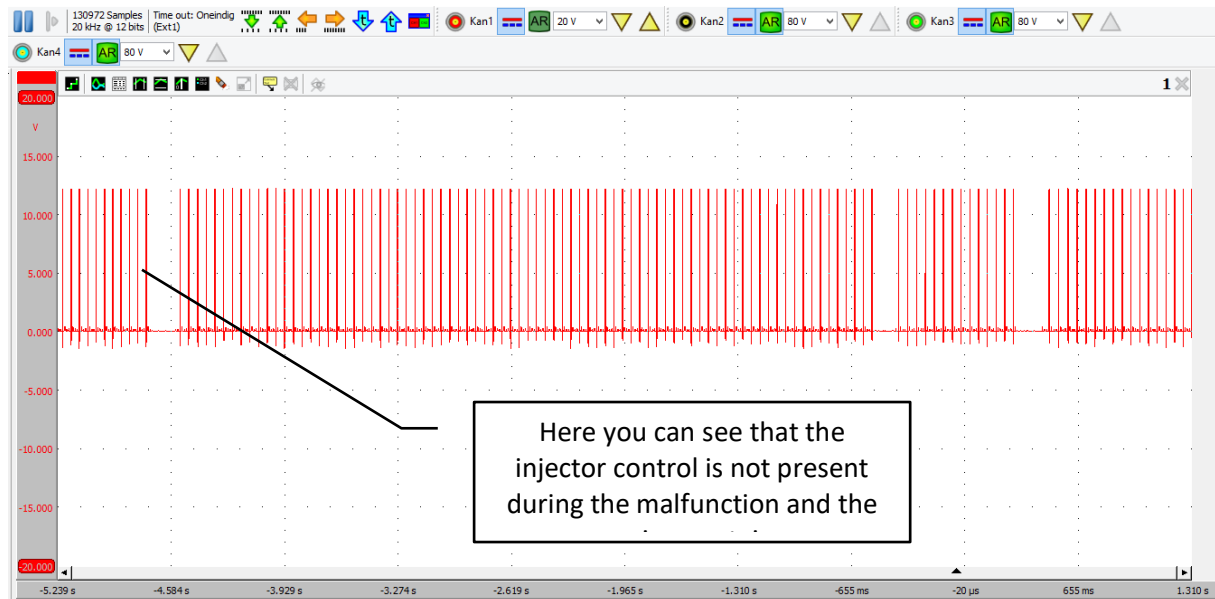 130972 Samples Time out: Oneindig
20 kHz @ 12 bits (Ext1)
Kan1 AR 20 V
Kan2 AR 80 V
Kan3 AR 80 V
Kan4 AR 80 V
1
20.000
V
15.000
10.000
5.000
0.000
-5.000
-10.000
-15.000
-20.000
Here you can see that the
injector control is not present
during the malfunction and the
-5.239 s -4.584 s -3.929 s -3.274 s -2.619 s -1.965 s -1.310 s -655 ms -20 µs 655 ms 1.310 s